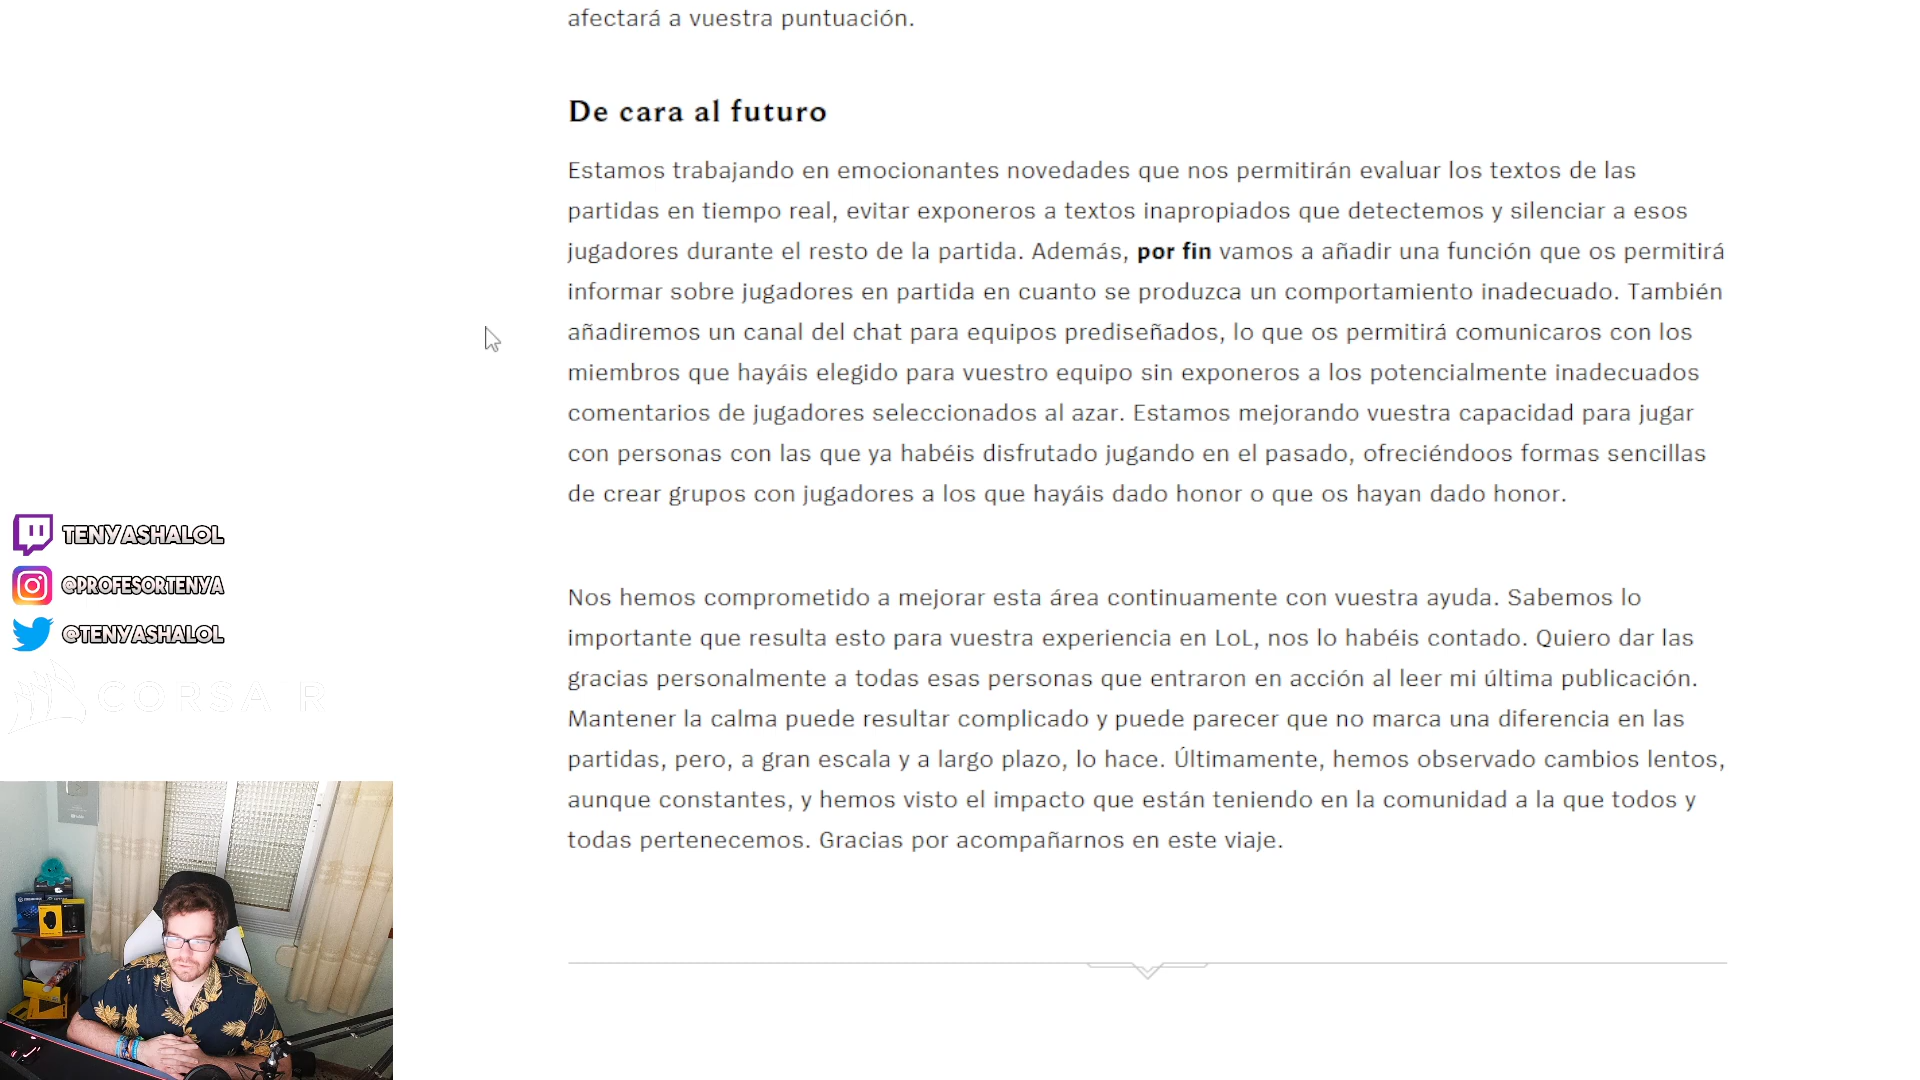 afectará a vuestra puntuación.
De cara al futuro
Estamos trabajando en emocionantes novedades que nos permitirán evaluar los textos de las
partidas en tiempo real, evitar exponeros a textos inapropiados que detectemos y silenciar a esos
jugadores durante el resto de la partida. Además, por fin vamos a añadir una función que os permitirá
informar sobre jugadores en partida en cuanto se produzca un comportamiento inadecuado. También
añadiremos un canal del chat para equipos prediseñados, lo que os permitirá comunicaros con los
miembros que hayáis elegido para vuestro equipo sin exponeros a los potencialmente inadecuados
comentarios de jugadores seleccionados al azar. Estamos mejorando vuestra capacidad para jugar
con personas con las que ya habéis disfrutado jugando en el pasado, ofreciéndoos formas sencillas
de crear grupos con jugadores a los que hayáis dado honor o que os hayan dado honor.
Nos hemos comprometido a mejorar esta área continuamente con vuestra ayuda. Sabemos lo
importante que resulta esto para vuestra experiencia en LoL, nos lo habéis contado. Quiero dar las
gracias personalmente a todas esas personas que entraron en acción al leer mi última publicación.
Mantener la calma puede resultar complicado y puede parecer que no marca una diferencia en las
partidas, pero, a gran escala y a largo plazo, lo hace. Últimamente, hemos observado cambios lentos,
aunque constantes, y hemos visto el impacto que están teniendo en la comunidad a la que todos y
todas pertenecemos. Gracias por acompañarnos en este viaje.
TENYASHALOL
@PROFESORTENYA
@TENYASHALOL
CORSAIR